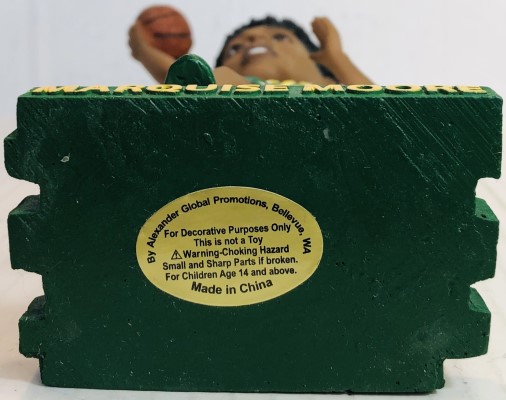 MARQUISE MOORE
By Alexander Global Promotions, Bellevue, WA
For Decorative Purposes Only
This is not a Toy
⚠Warning-Choking Hazard
Small and Sharp Parts if broken.
For Children Age 14 and above.
Made in China